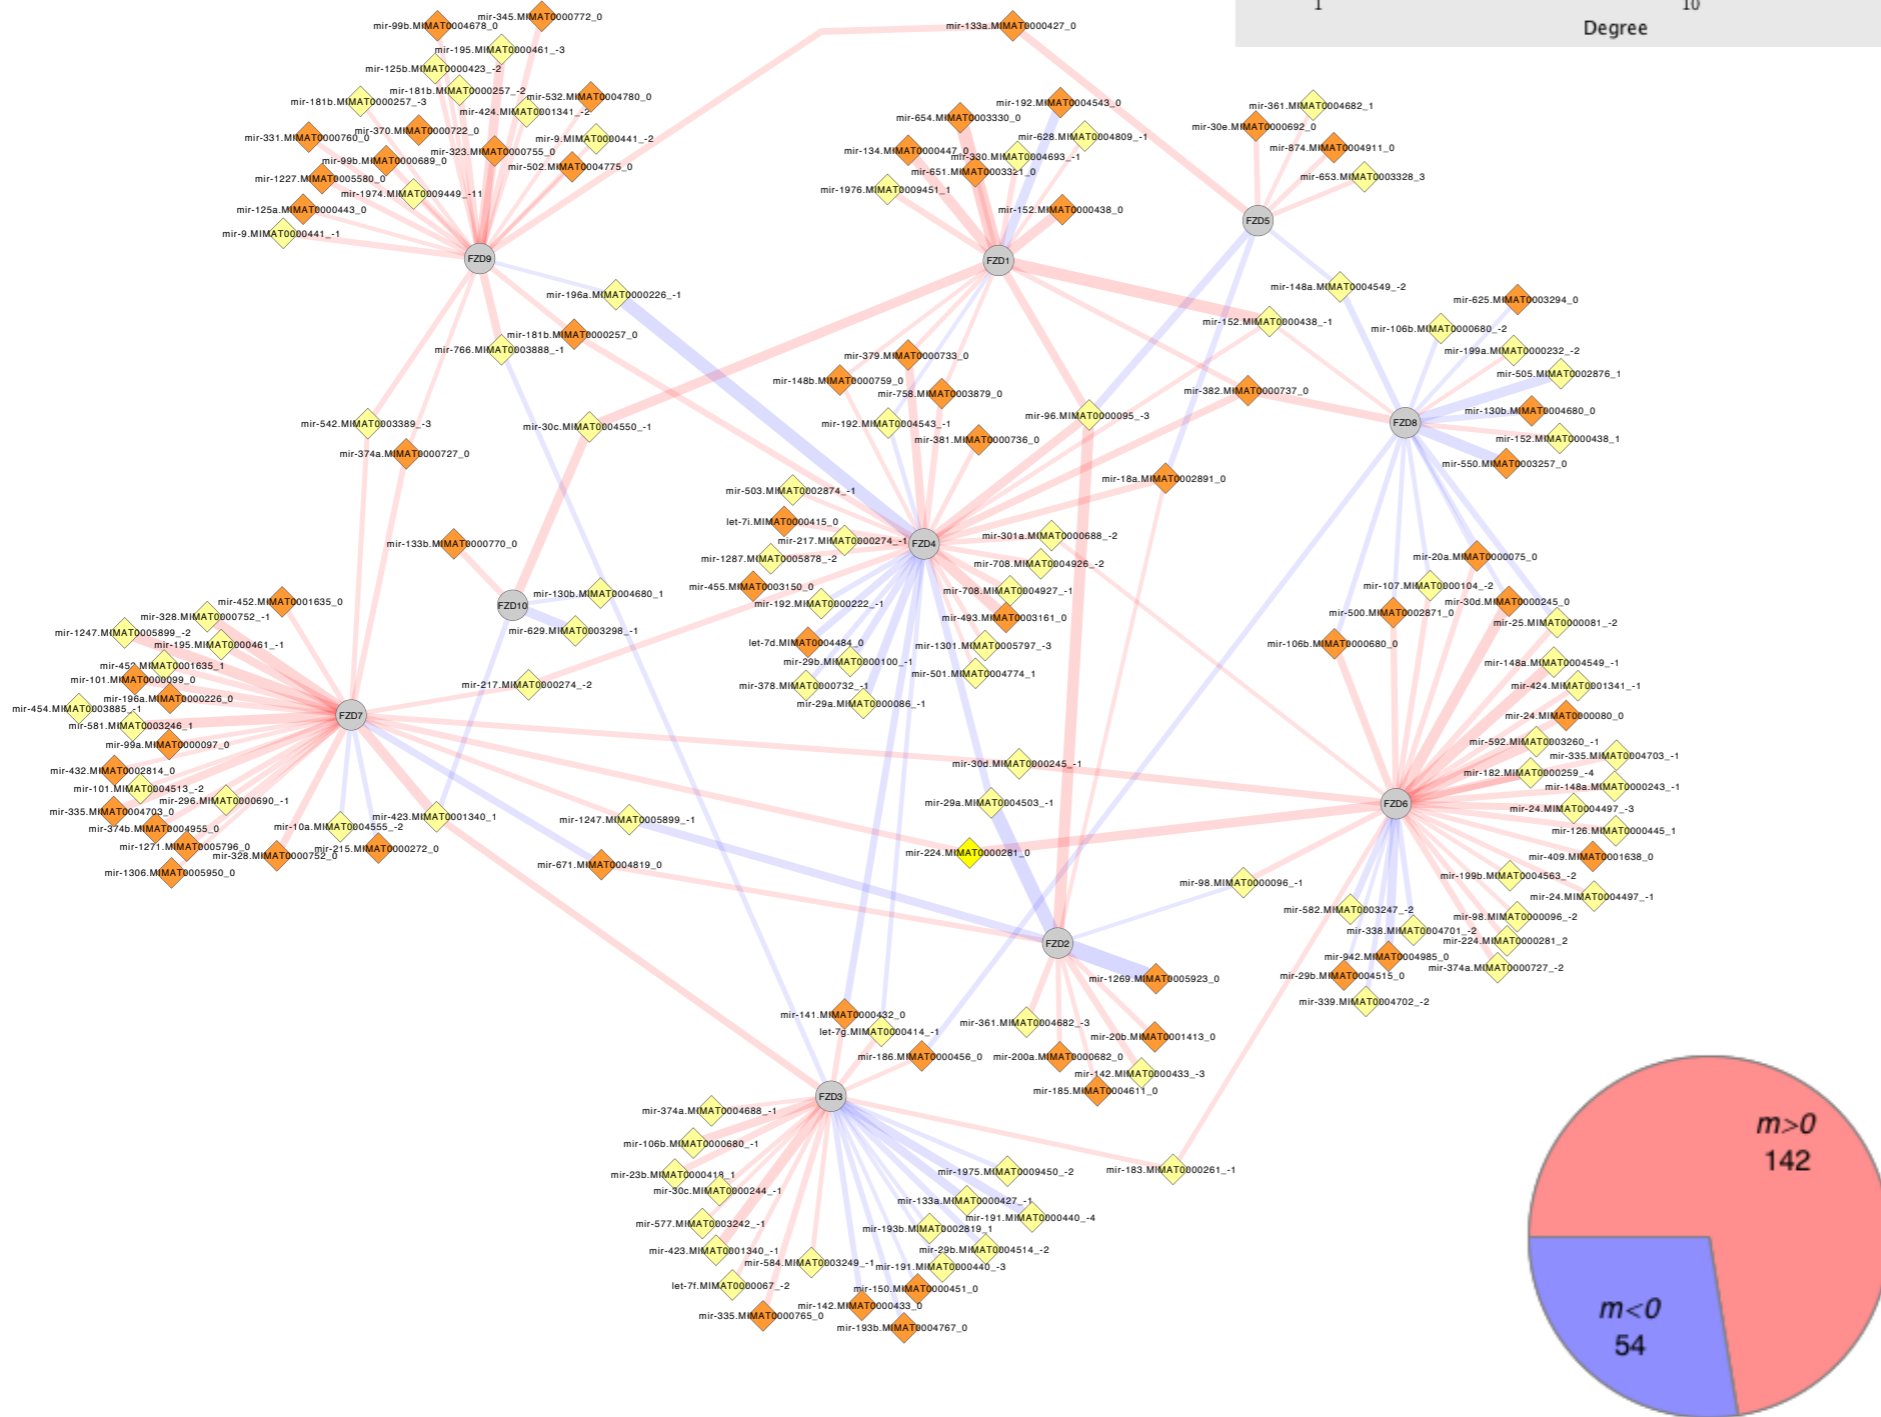 1
10
Degree
mir-345.MIMAT0000772_0
mir-99b.MIMAT0004678_0
mir-133a.MIMAT0000427_0
mir-195.MIMAT0000461_-3
mir-125b.MIMAT0000423_-2
mir-181b.MIMAT0000257_-2
mir-532.MIMAT0004780_0
mir-181b.MIMAT0000257_-3
mir-424.MIMAT0001341_-2
mir-192.MIMAT0004543_0
mir-361.MIMAT0004682_1
mir-654.MIMAT0003330_0
mir-30e.MIMAT0000692_0
mir-331.MIMAT0000760_0
mir-370.MIMAT0000722_0
mir-9.MIMAT0000441_-2
mir-628.MIMAT0004809_-1
mir-874.MIMAT0004911_0
mir-134.MIMAT0000447_0
mir-323.MIMAT0000755_0
mir-330.MIMAT0004693_-1
mir-99b.MIMAT0000689_0
mir-502.MIMAT0004775_0
mir-651.MIMAT0003321_0
mir-653.MIMAT0003328_3
mir-1227.MIMAT0005580_0
mir-1974.MIMAT0009449_-11
mir-1976.MIMAT0009451_1
mir-125a.MIMAT0000443_0
mir-152.MIMAT0000438_0
FZD5
mir-9.MIMAT0000441_-1
FZD9
FZD1
mir-148a.MIMAT0004549_-2
mir-196a.MIMAT0000226_-1
mir-625.MIMAT0003294_0
mir-152.MIMAT0000438_-1
mir-106b.MIMAT0000680_-2
mir-181b.MIMAT0000257_0
mir-766.MIMAT0003888_-1
mir-379.MIMAT0000733_0
mir-199a.MIMAT0000232_-2
mir-505.MIMAT0002876_1
mir-148b.MIMAT0000759_0
mir-758.MIMAT0003879_0
mir-382.MIMAT0000737_0
mir-130b.MIMAT0004680_0
mir-96.MIMAT0000095_-3
mir-542.MIMAT0003389_-3
mir-30c.MIMAT0004550_-1
mir-192.MIMAT0004543_-1
FZD8
mir-381.MIMAT0000736_0
mir-152.MIMAT0000438_1
mir-374a.MIMAT0000727_0
mir-550.MIMAT0003257_0
mir-18a.MIMAT0002891_0
mir-503.MIMAT0002874_-1
let-7i.MIMAT0000415_0
mir-133b.MIMAT0000770_0
mir-217.MIMAT0000274_-1
FZD4
mir-301a.MIMAT0000688_-2
mir-1287.MIMAT0005878_-2
mir-20a.MIMAT0000075_0
mir-708.MIMAT0004926_-2
mir-455.MIMAT0003150_0
mir-107.MIMAT0000104_-2
mir-708.MIMAT0004927_-1
mir-130b.MIMAT0004680_1
mir-452.MIMAT0001635_0
FZD10
mir-192.MIMAT0000222_-1
mir-30d.MIMAT0000245_0
mir-500.MIMAT0002871_0
mir-328.MIMAT0000752_-1
mir-493.MIMAT0003161_0
mir-25.MIMAT0000081_-2
mir-1247.MIMAT0005899_-2
mir-629.MIMAT0003298_-1
mir-195.MIMAT0000461_-1
let-7d.MIMAT0004484_0
mir-1301.MIMAT0005797_-3
mir-106b.MIMAT0000680_0
mir-452.MIMAT0001635_1
mir-29b.MIMAT0000100_-1
mir-148a.MIMAT0004549_-1
mir-101.MIMAT0000099_0
mir-501.MIMAT0004774_1
mir-217.MIMAT0000274_-2
mir-378.MIMAT0000732_-1
mir-424.MIMAT0001341_-1
mir-196a.MIMAT0000226_0
mir-29a.MIMAT0000086_-1
mir-454.MIMAT0003885_-1
FZD7
mir-24.MIMAT0000080_0
mir-581.MIMAT0003246_1
mir-99a.MIMAT0000097_0
mir-592.MIMAT0003260_-1
mir-335.MIMAT0004703_-1
mir-30d.MIMAT0000245_-1
mir-432.MIMAT0002814_0
mir-182.MIMAT0000259_-4
mir-101.MIMAT0004513_-2
mir-148a.MIMAT0000243_-1
mir-296.MIMAT0000690_-1
mir-29a.MIMAT0004503_-1
FZD6
mir-24.MIMAT0004497_-3
mir-335.MIMAT0004703_0
mir-423.MIMAT0001340_1
mir-1247.MIMAT0005899_-1
mir-374b.MIMAT0004955_0
mir-10a.MIMAT0004555_-2
mir-126.MIMAT0000445_1
mir-1271.MIMAT0005796_0
mir-328.MIMAT0000752_0
mir-215.MIMAT0000272_0
mir-224.MIMAT0000281_0
mir-409.MIMAT0001638_0
mir-671.MIMAT0004819_0
mir-1306.MIMAT0005950_0
mir-199b.MIMAT0004563_-2
mir-98.MIMAT0000096_-1
mir-24.MIMAT0004497_-1
mir-582.MIMAT0003247_-2
mir-98.MIMAT0000096_-2
mir-338.MIMAT0004701_-2
mir-224.MIMAT0000281_2
FZD2
mir-942.MIMAT0004985_0
mir-374a.MIMAT0000727_-2
mir-1269.MIMAT0005923_0
mir-29b.MIMAT0004515_0
mir-339.MIMAT0004702_-2
mir-141.MIMAT0000432_0
mir-361.MIMAT0004682_-3
let-7g.MIMAT0000414_-1
mir-20b.MIMAT0001413_0
mir-186.MIMAT0000456_0
mir-200a.MIMAT0000682_0
mir-142.MIMAT0000433_-3
mir-185.MIMAT0004611_0
FZD3
mir-374a.MIMAT0004688_-1
m>0
142
mir-106b.MIMAT0000680_-1
mir-23b.MIMAT0000418_1
mir-1975.MIMAT0009450_-2
mir-183.MIMAT0000261_-1
mir-30c.MIMAT0000244_-1
mir-133a.MIMAT0000427_-1
mir-191.MIMAT0000440_-4
mir-577.MIMAT0003242_-1
mir-193b.MIMAT0002819_1
mir-423.MIMAT0001340_-1
mir-29b.MIMAT0004514_-2
mir-584.MIMAT0003249_-1
mir-191.MIMAT0000440_-3
let-7f.MIMAT0000067_-2
mir-150.MIMAT0000451_0
mir-142.MIMAT0000433_0
mir-335.MIMAT0000765_0
mir-193b.MIMAT0004767_0
m<0
54